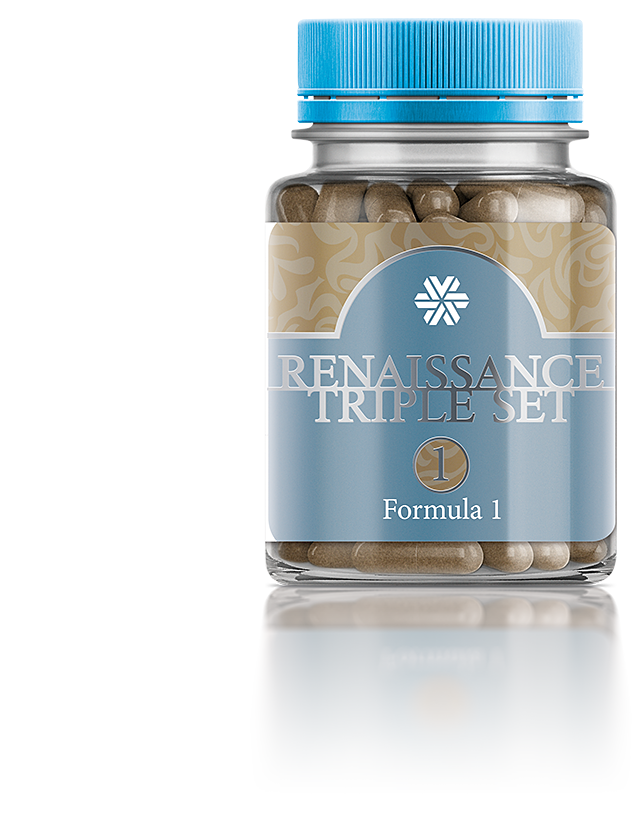 RENAISSANCE
TRIPLE SET
1
Formula 1